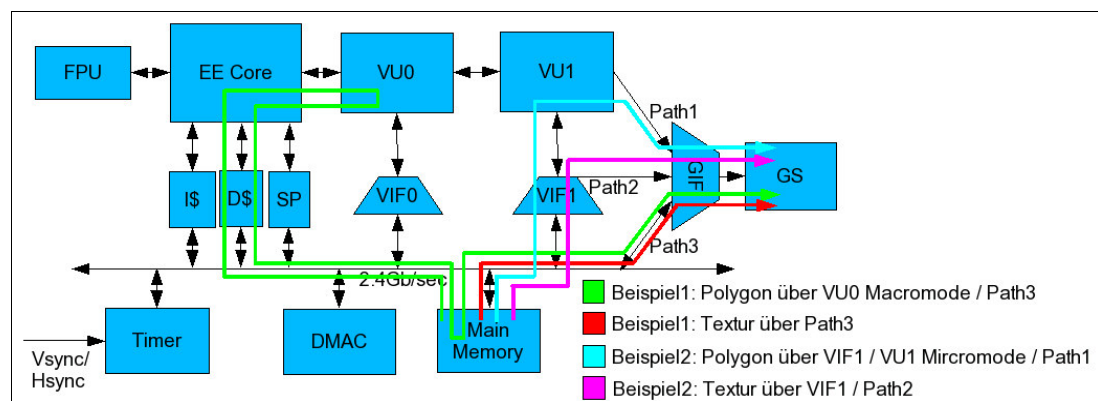 FPU
EE Core
VU0
VU1
Path1
I$
D$
SP
VIF0
VIF1
Path2
GIF
GS
Path3
2.4Gb/sec
Vsync/
Hsync
Timer
DMAC
Main
Memory
Beispiel1: Polygon über VU0 Macromode / Path3
Beispiel1: Textur über Path3
Beispiel2: Polygon über VIF1 / VU1 Mircromode / Path1
Beispiel2: Textur über VIF1 / Path2